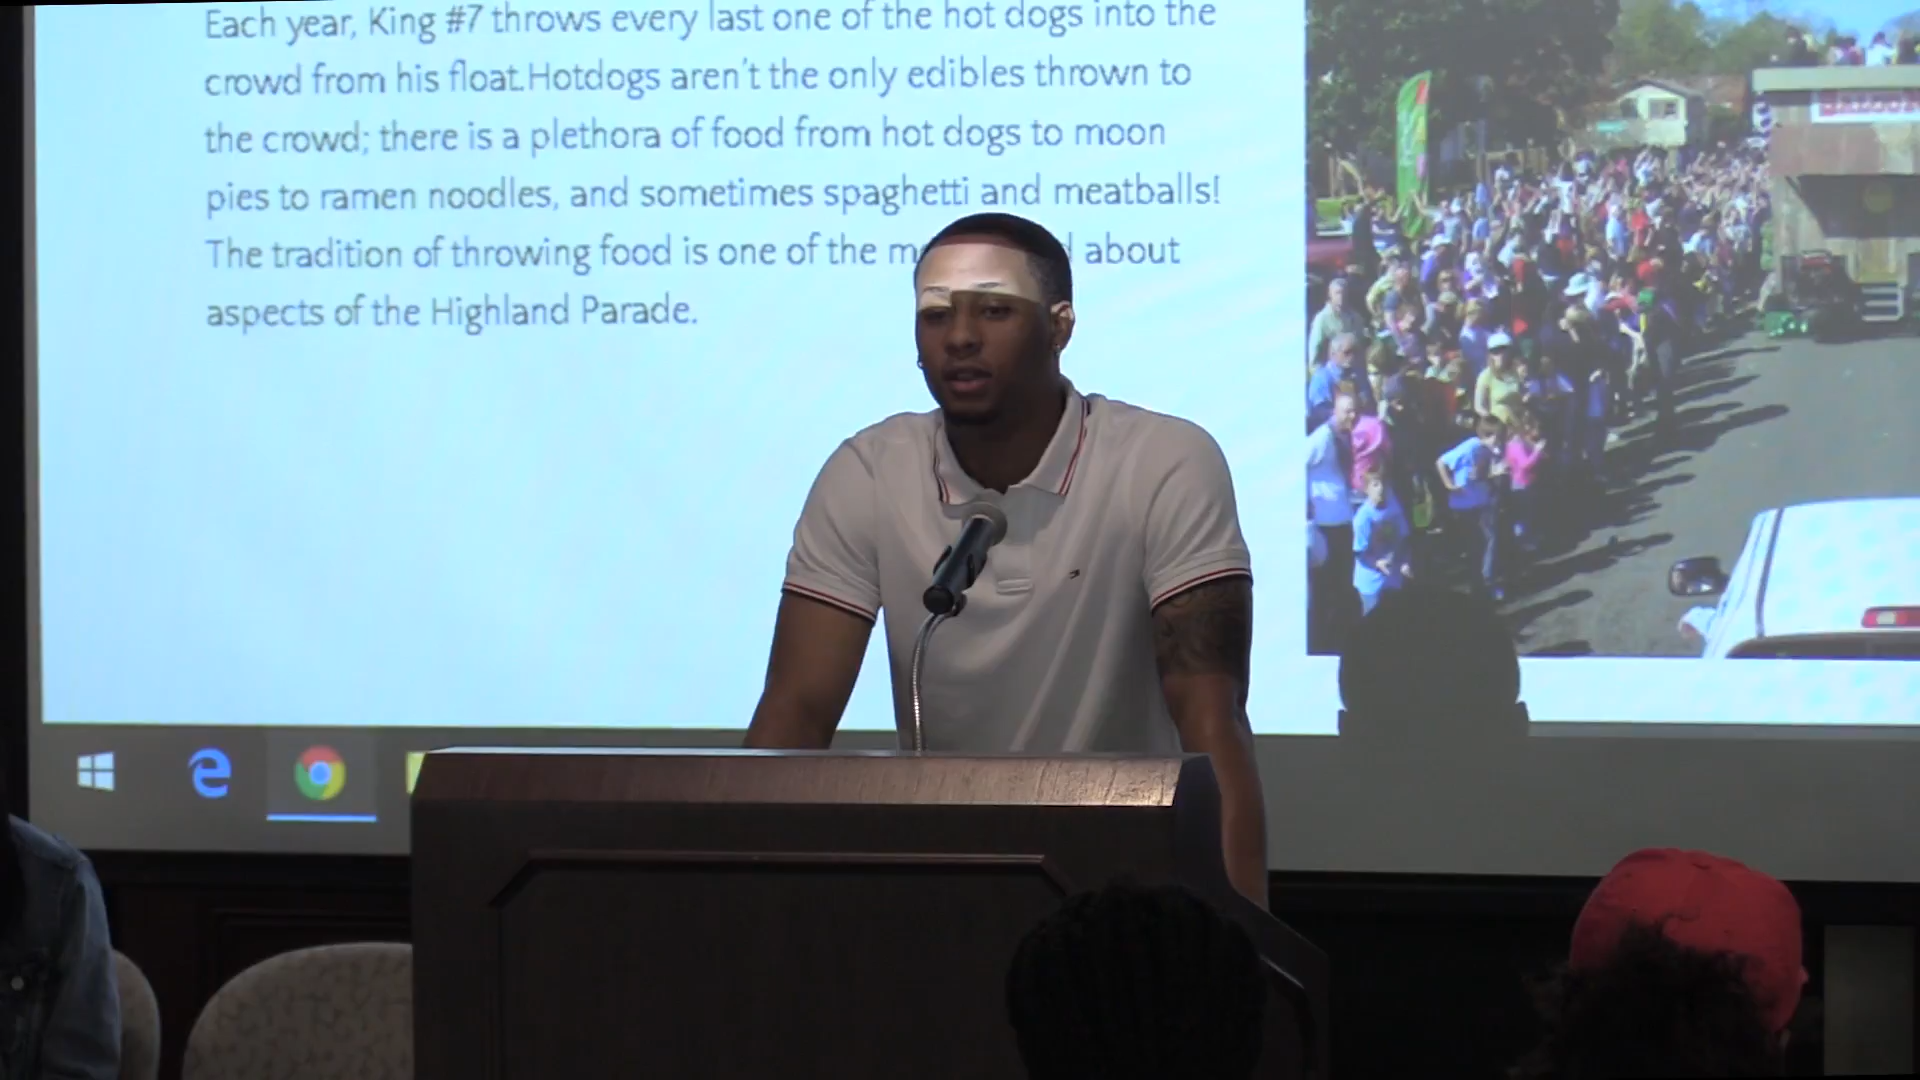 Each year, King #7 throws every last one of the hot dogs into the
crowd from his float.Hotdogs aren't the only edibles thrown to
the crowd; there is a plethora of food from hot dogs to moon
pies to ramen noodles, and sometimes spaghetti and meatballs!
The tradition of throwing food is one of the about
aspects of the Highland Parade.